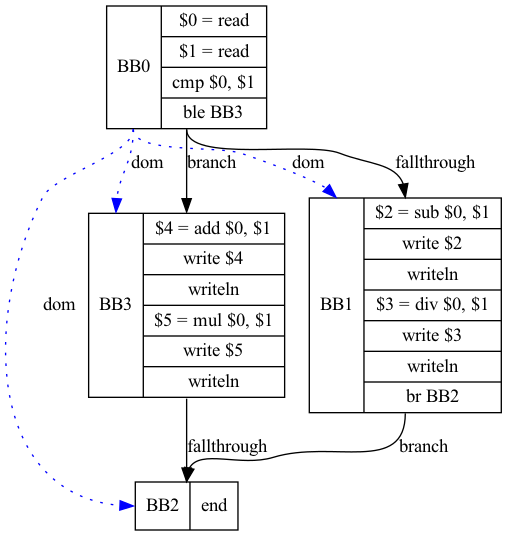 BB0
$0 = read
$1 = read
cmp $0, $1
ble BB3
dom
branch
dom
fallthrough
BB3
$4 = add $0, $1
write $4
writeln
$5 = mul $0, $1
write $5
writeln
BB1
$2 = sub $0, $1
write $2
writeln
$3 = div $0, $1
write $3
writeln
br BB2
dom
fallthrough
branch
BB2
end